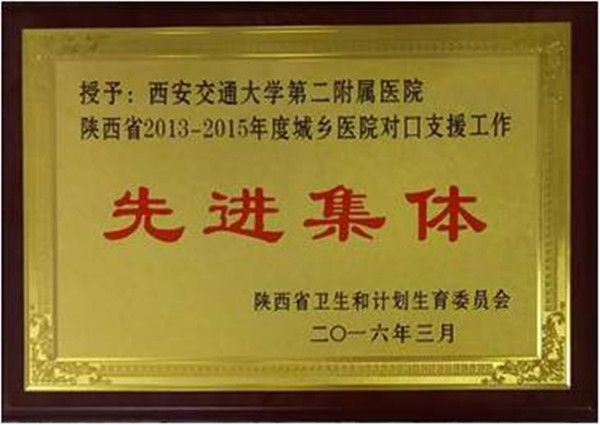 授予：西安交通大学第二附属医院
陕西省2013-2015年度城乡医院对口支援工作
先进集体
陕西省卫生和计划生育委员会
二〇一六年三月